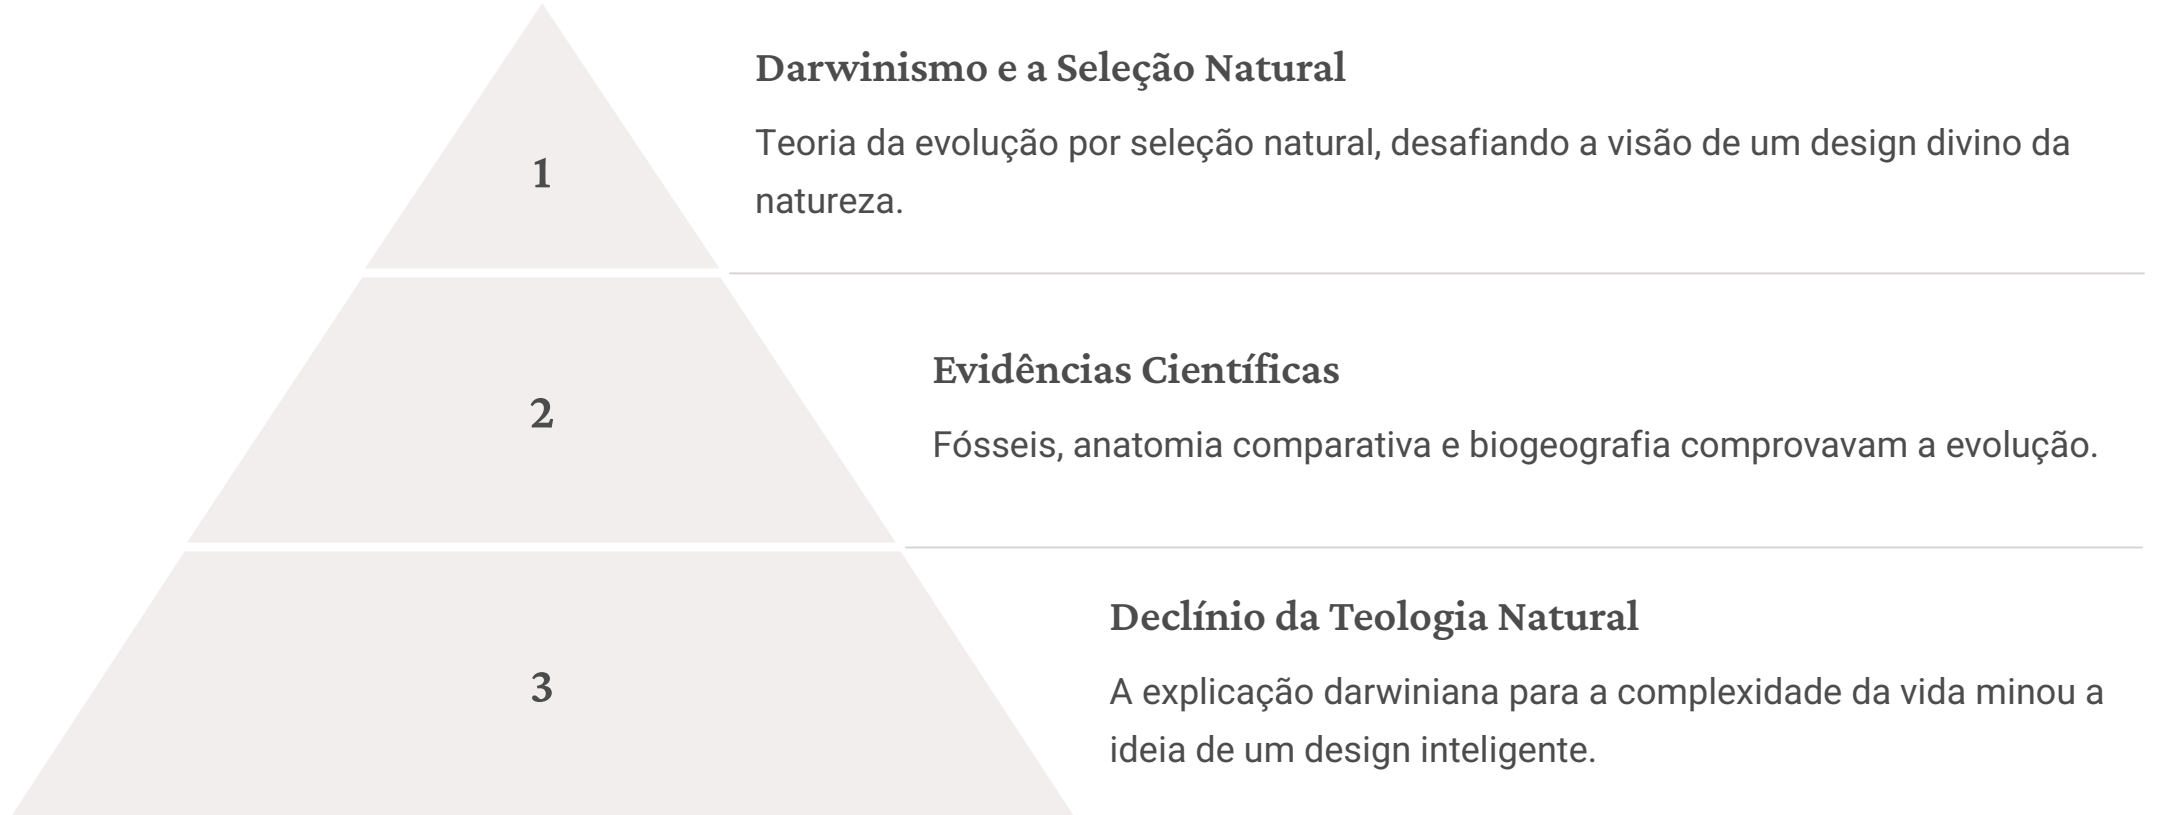 1
Darwinismo e a Seleção Natural
Teoria da evolução por seleção natural, desafiando a visão de um design divino da
natureza.
2
Evidências Científicas
Fósseis, anatomia comparativa e biogeografia comprovavam a evolução.
3
Declínio da Teologia Natural
A explicação darwiniana para a complexidade da vida minou a
ideia de um design inteligente.